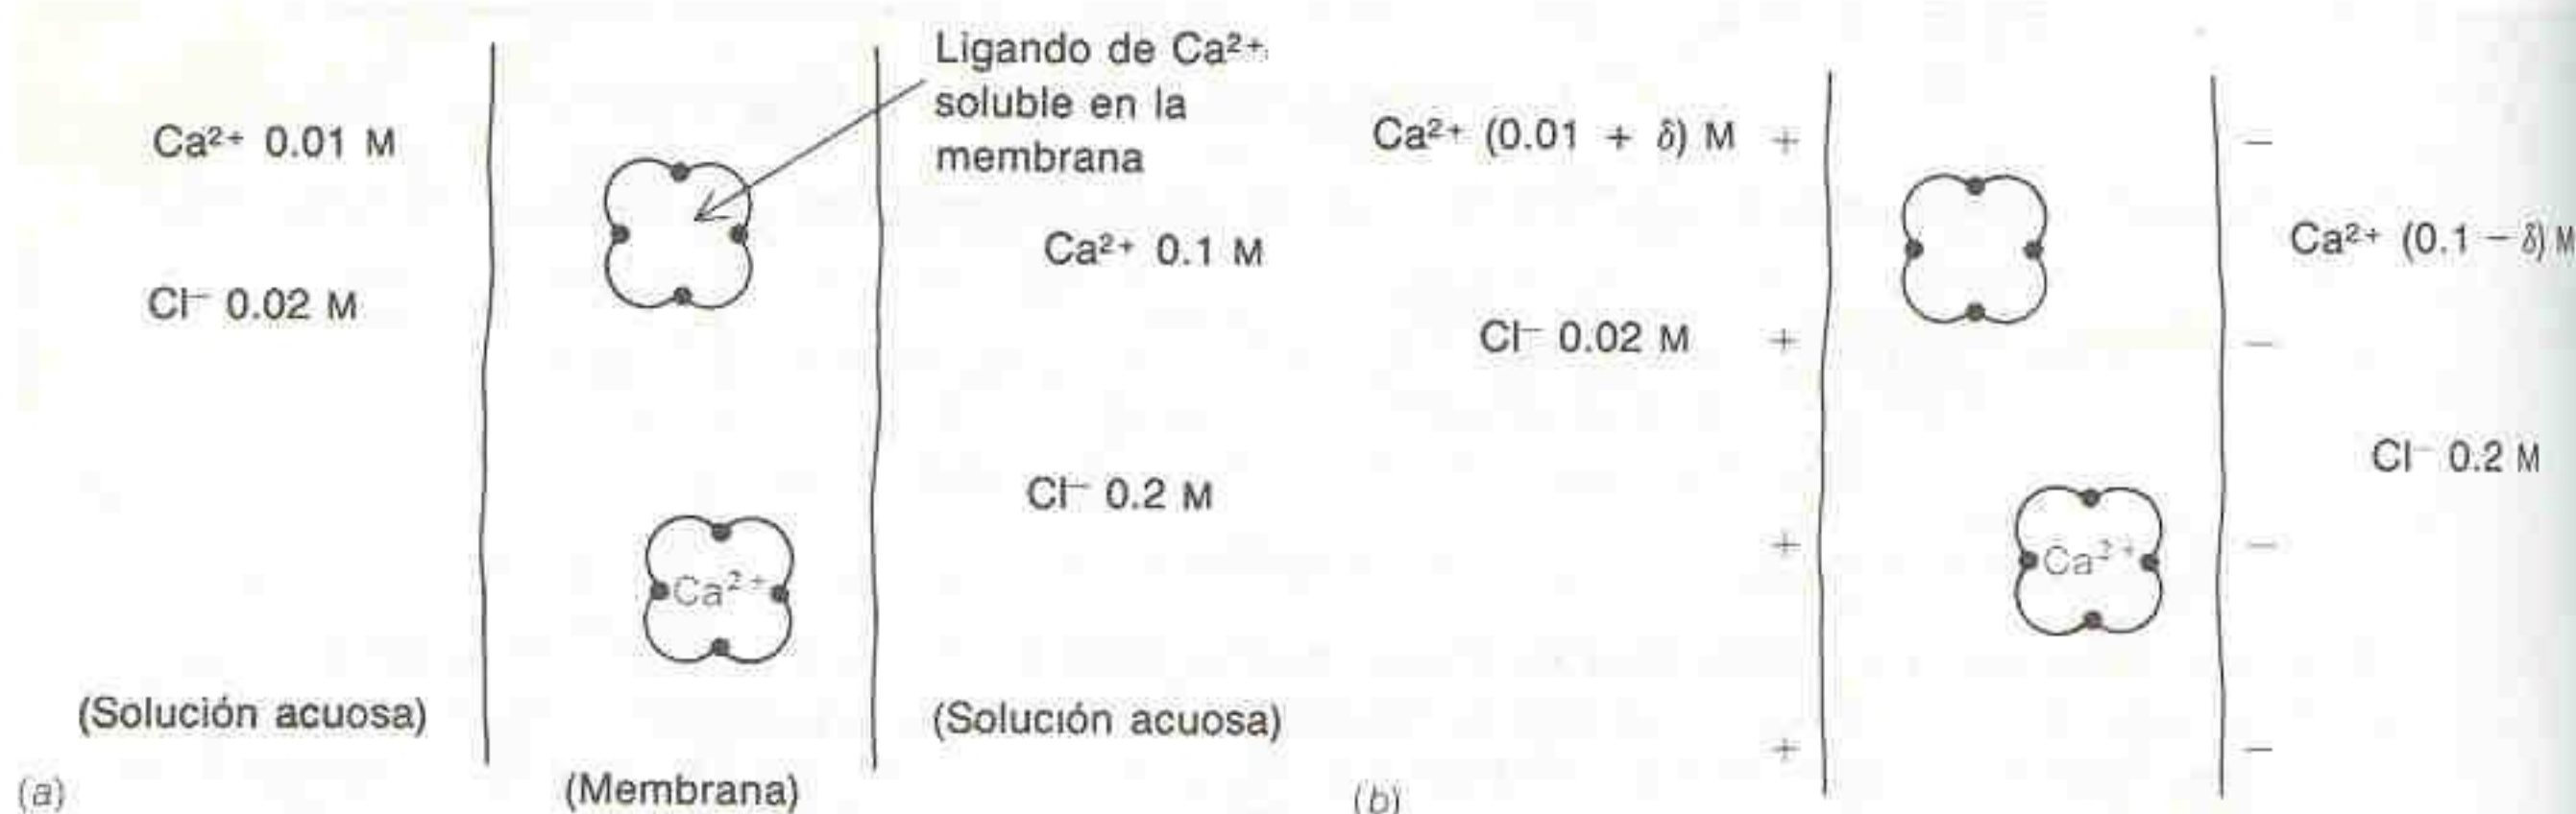 Ligando de Ca²⁺
soluble en la
membrana
Ca²⁺ 0.01 M
Ca²⁺ 0.1 M
Cl⁻ 0.02 M
Cl⁻ 0.2 M
Ca²⁺
(Solución acuosa)
(Membrana)
(Solución acuosa)
(a)
Ca²⁺ (0.01 + δ) M
+ −
Ca²⁺ (0.1 − δ) M
Cl⁻ 0.02 M
+ −
Cl⁻ 0.2 M
+ −
Ca²⁺
+ −
(b)